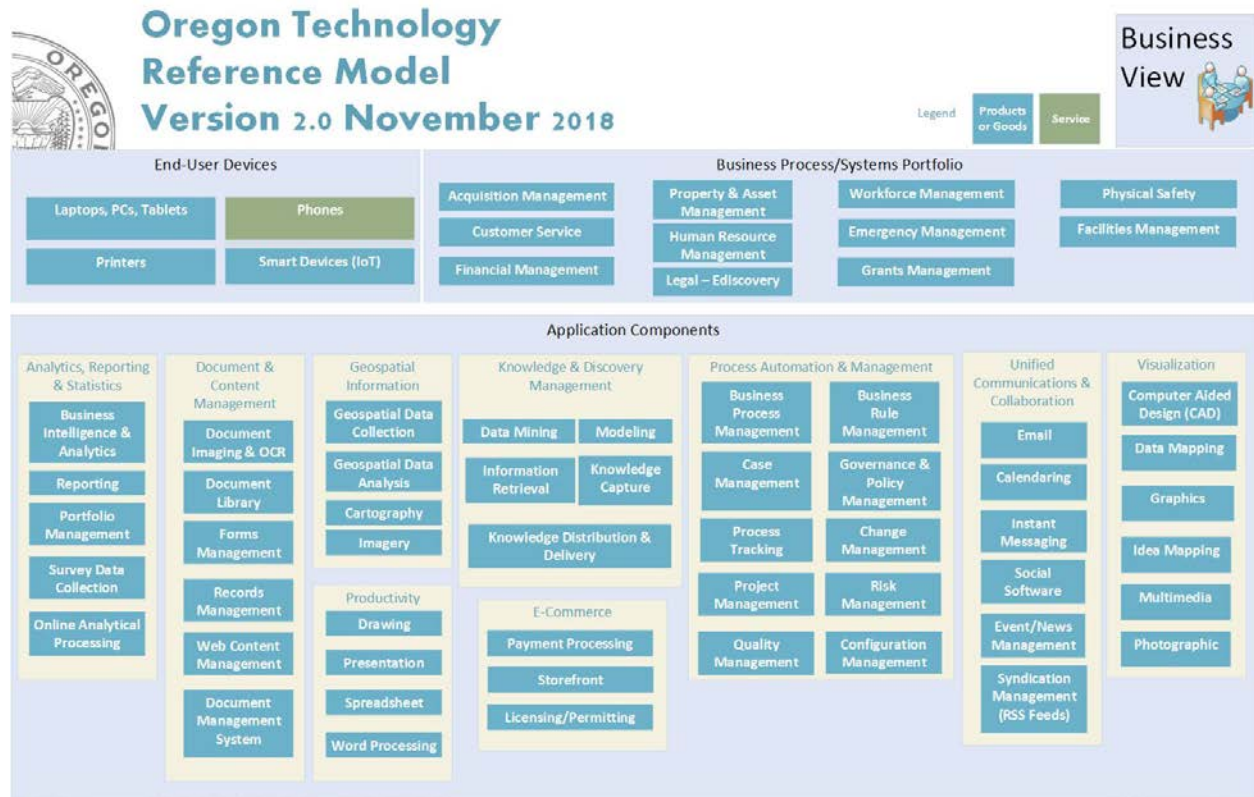 OREGO
Oregon Technology
Reference Model
Version 2.0 November 2018
Legend
Products
or Goods
Service
Business
View
End-User Devices
Laptops, PCs, Tablets
Phones
Printers
Smart Devices (IoT)
Business Process/Systems Portfolio
Acquisition Management
Customer Service
Financial Management
Property & Asset
Management
Human Resource
Management
Legal – Ediscovery
Workforce Management
Emergency Management
Grants Management
Physical Safety
Facilities Management
Application Components
Analytics, Reporting
& Statistics
Business
Intelligence &
Analytics
Reporting
Portfolio
Management
Survey Data
Collection
Online Analytical
Processing
Document &
Content
Management
Document
Imaging & OCR
Document
Library
Forms
Management
Records
Management
Web Content
Management
Document
Management
System
Geospatial
Information
Geospatial Data
Collection
Geospatial Data
Analysis
Cartography
Imagery
Productivity
Drawing
Presentation
Spreadsheet
Word Processing
Knowledge & Discovery
Management
Data Mining
Modeling
Information
Retrieval
Knowledge
Capture
Knowledge Distribution &
Delivery
E-Commerce
Payment Processing
Storefront
Licensing/Permitting
Process Automation & Management
Business
Process
Management
Business
Rule
Management
Case
Management
Governance &
Policy
Management
Process
Tracking
Change
Management
Project
Management
Risk
Management
Quality
Management
Configuration
Management
Unified
Communications &
Collaboration
Email
Calendaring
Instant
Messaging
Social
Software
Event/News
Management
Syndication
Management
(RSS Feeds)
Visualization
Computer Aided
Design (CAD)
Data Mapping
Graphics
Idea Mapping
Multimedia
Photographic